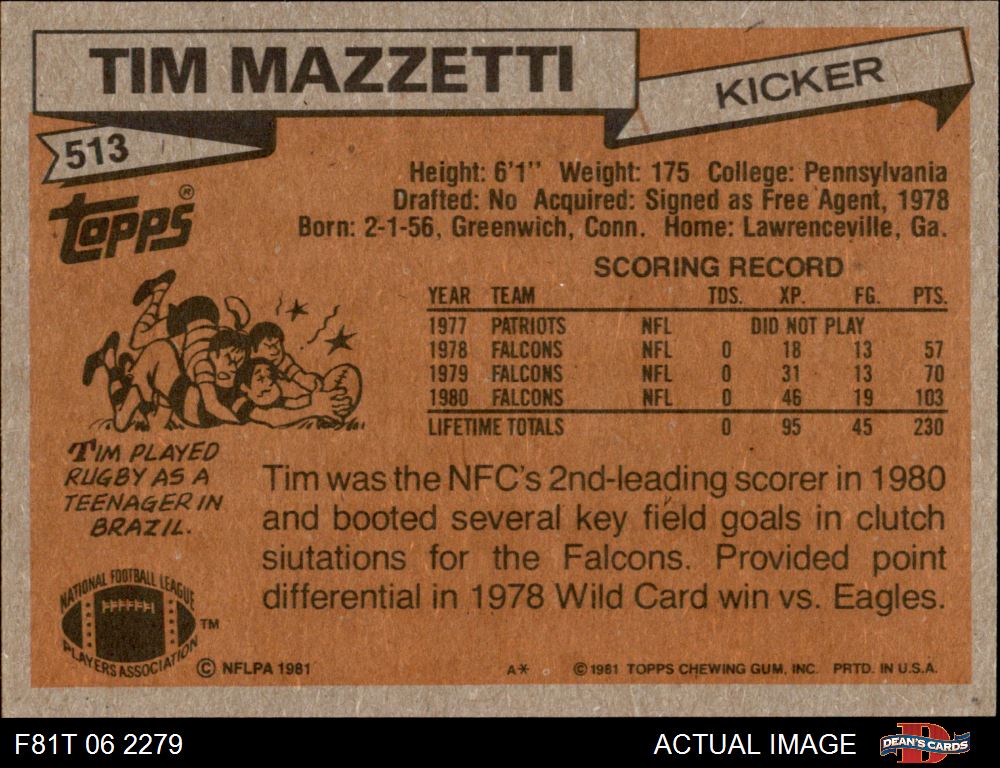 TIM MAZZETTI
KICKER
513
Topps®
Height: 6'1'' Weight: 175 College: Pennsylvania
Drafted: No Acquired: Signed as Free Agent, 1978
Born: 2-1-56, Greenwich, Conn. Home: Lawrenceville, Ga.
SCORING RECORD
YEAR TEAM TDS. XP. FG. PTS.
1977 PATRIOTS NFL DID NOT PLAY
1978 FALCONS NFL 0 18 13 57
1979 FALCONS NFL 0 31 13 70
1980 FALCONS NFL 0 46 19 103
LIFETIME TOTALS 0 95 45 230
TIM PLAYED
RUGBY AS A
TEENAGER IN
BRAZIL.
Tim was the NFC's 2nd-leading scorer in 1980
and booted several key field goals in clutch
siutations for the Falcons. Provided point
differential in 1978 Wild Card win vs. Eagles.
NATIONAL FOOTBALL LEAGUE
PLAYERS ASSOCIATION
TM
© NFLPA 1981
A* © 1981 TOPPS CHEWING GUM, INC. PRTD. IN U.S.A.
F81T 06 2279
ACTUAL IMAGE
DEAN'S CARDS